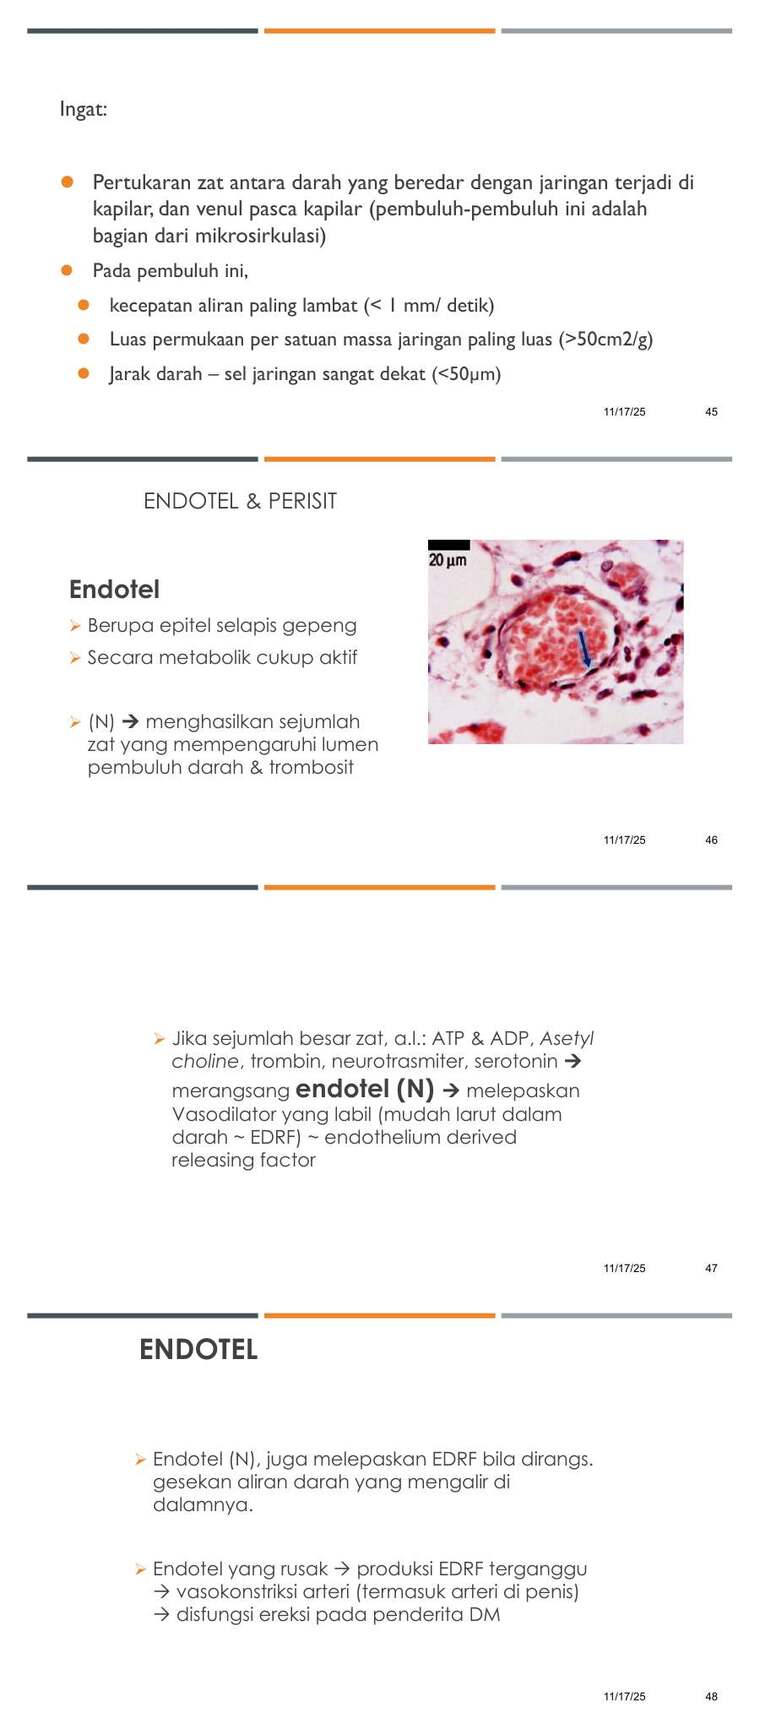 Ingat:
Pertukaran zat antara darah yang beredar dengan jaringan terjadi di
kapilar, dan venul pasca kapilar (pembuluh-pembuluh ini adalah
bagian dari mikrosirkulasi)
Pada pembuluh ini,
kecepatan aliran paling lambat (< 1 mm/ detik)
Luas permukaan per satuan massa jaringan paling luas (>50cm2/g)
Jarak darah – sel jaringan sangat dekat (<50μm)
11/17/25 45
ENDOTEL & PERISIT
20 μm
Endotel
➢ Berupa epitel selapis gepeng
➢ Secara metabolik cukup aktif
➢ (N) → menghasilkan sejumlah
zat yang mempengaruhi lumen
pembuluh darah & trombosit
11/17/25 46
➢ Jika sejumlah besar zat, a.l.: ATP & ADP, Asetyl
choline, trombin, neurotrasmiter, serotonin →
merangsang endotel (N) → melepaskan
Vasodilator yang labil (mudah larut dalam
darah ~ EDRF) ~ endothelium derived
releasing factor
11/17/25 47
ENDOTEL
➢ Endotel (N), juga melepaskan EDRF bila dirangs.
gesekan aliran darah yang mengalir di
dalamnya.
➢ Endotel yang rusak → produksi EDRF terganggu
→ vasokonstriksi arteri (termasuk arteri di penis)
→ disfungsi ereksi pada penderita DM
11/17/25 48